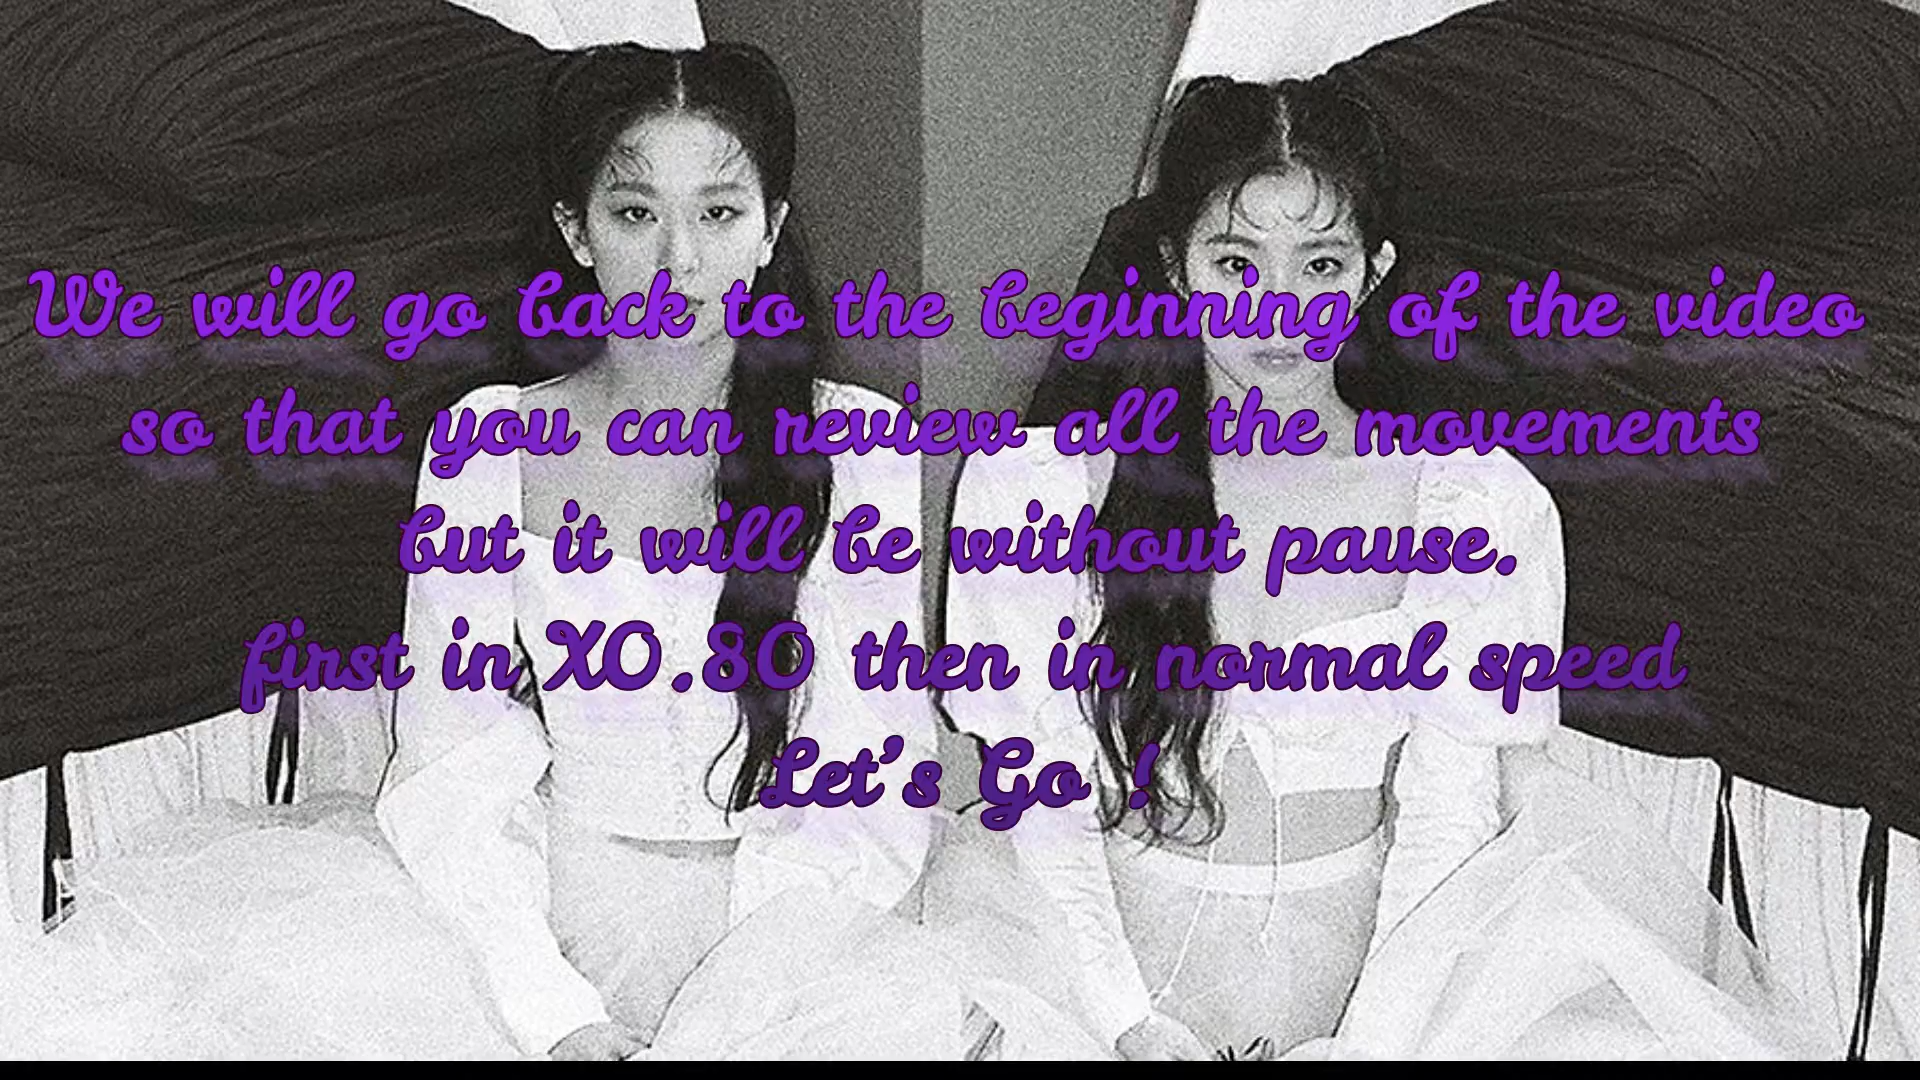 We will go back to the beginning of the video
so that you can review all the movements
but it will be without pause.
first in X0.80 then in normal speed
Let's Go !